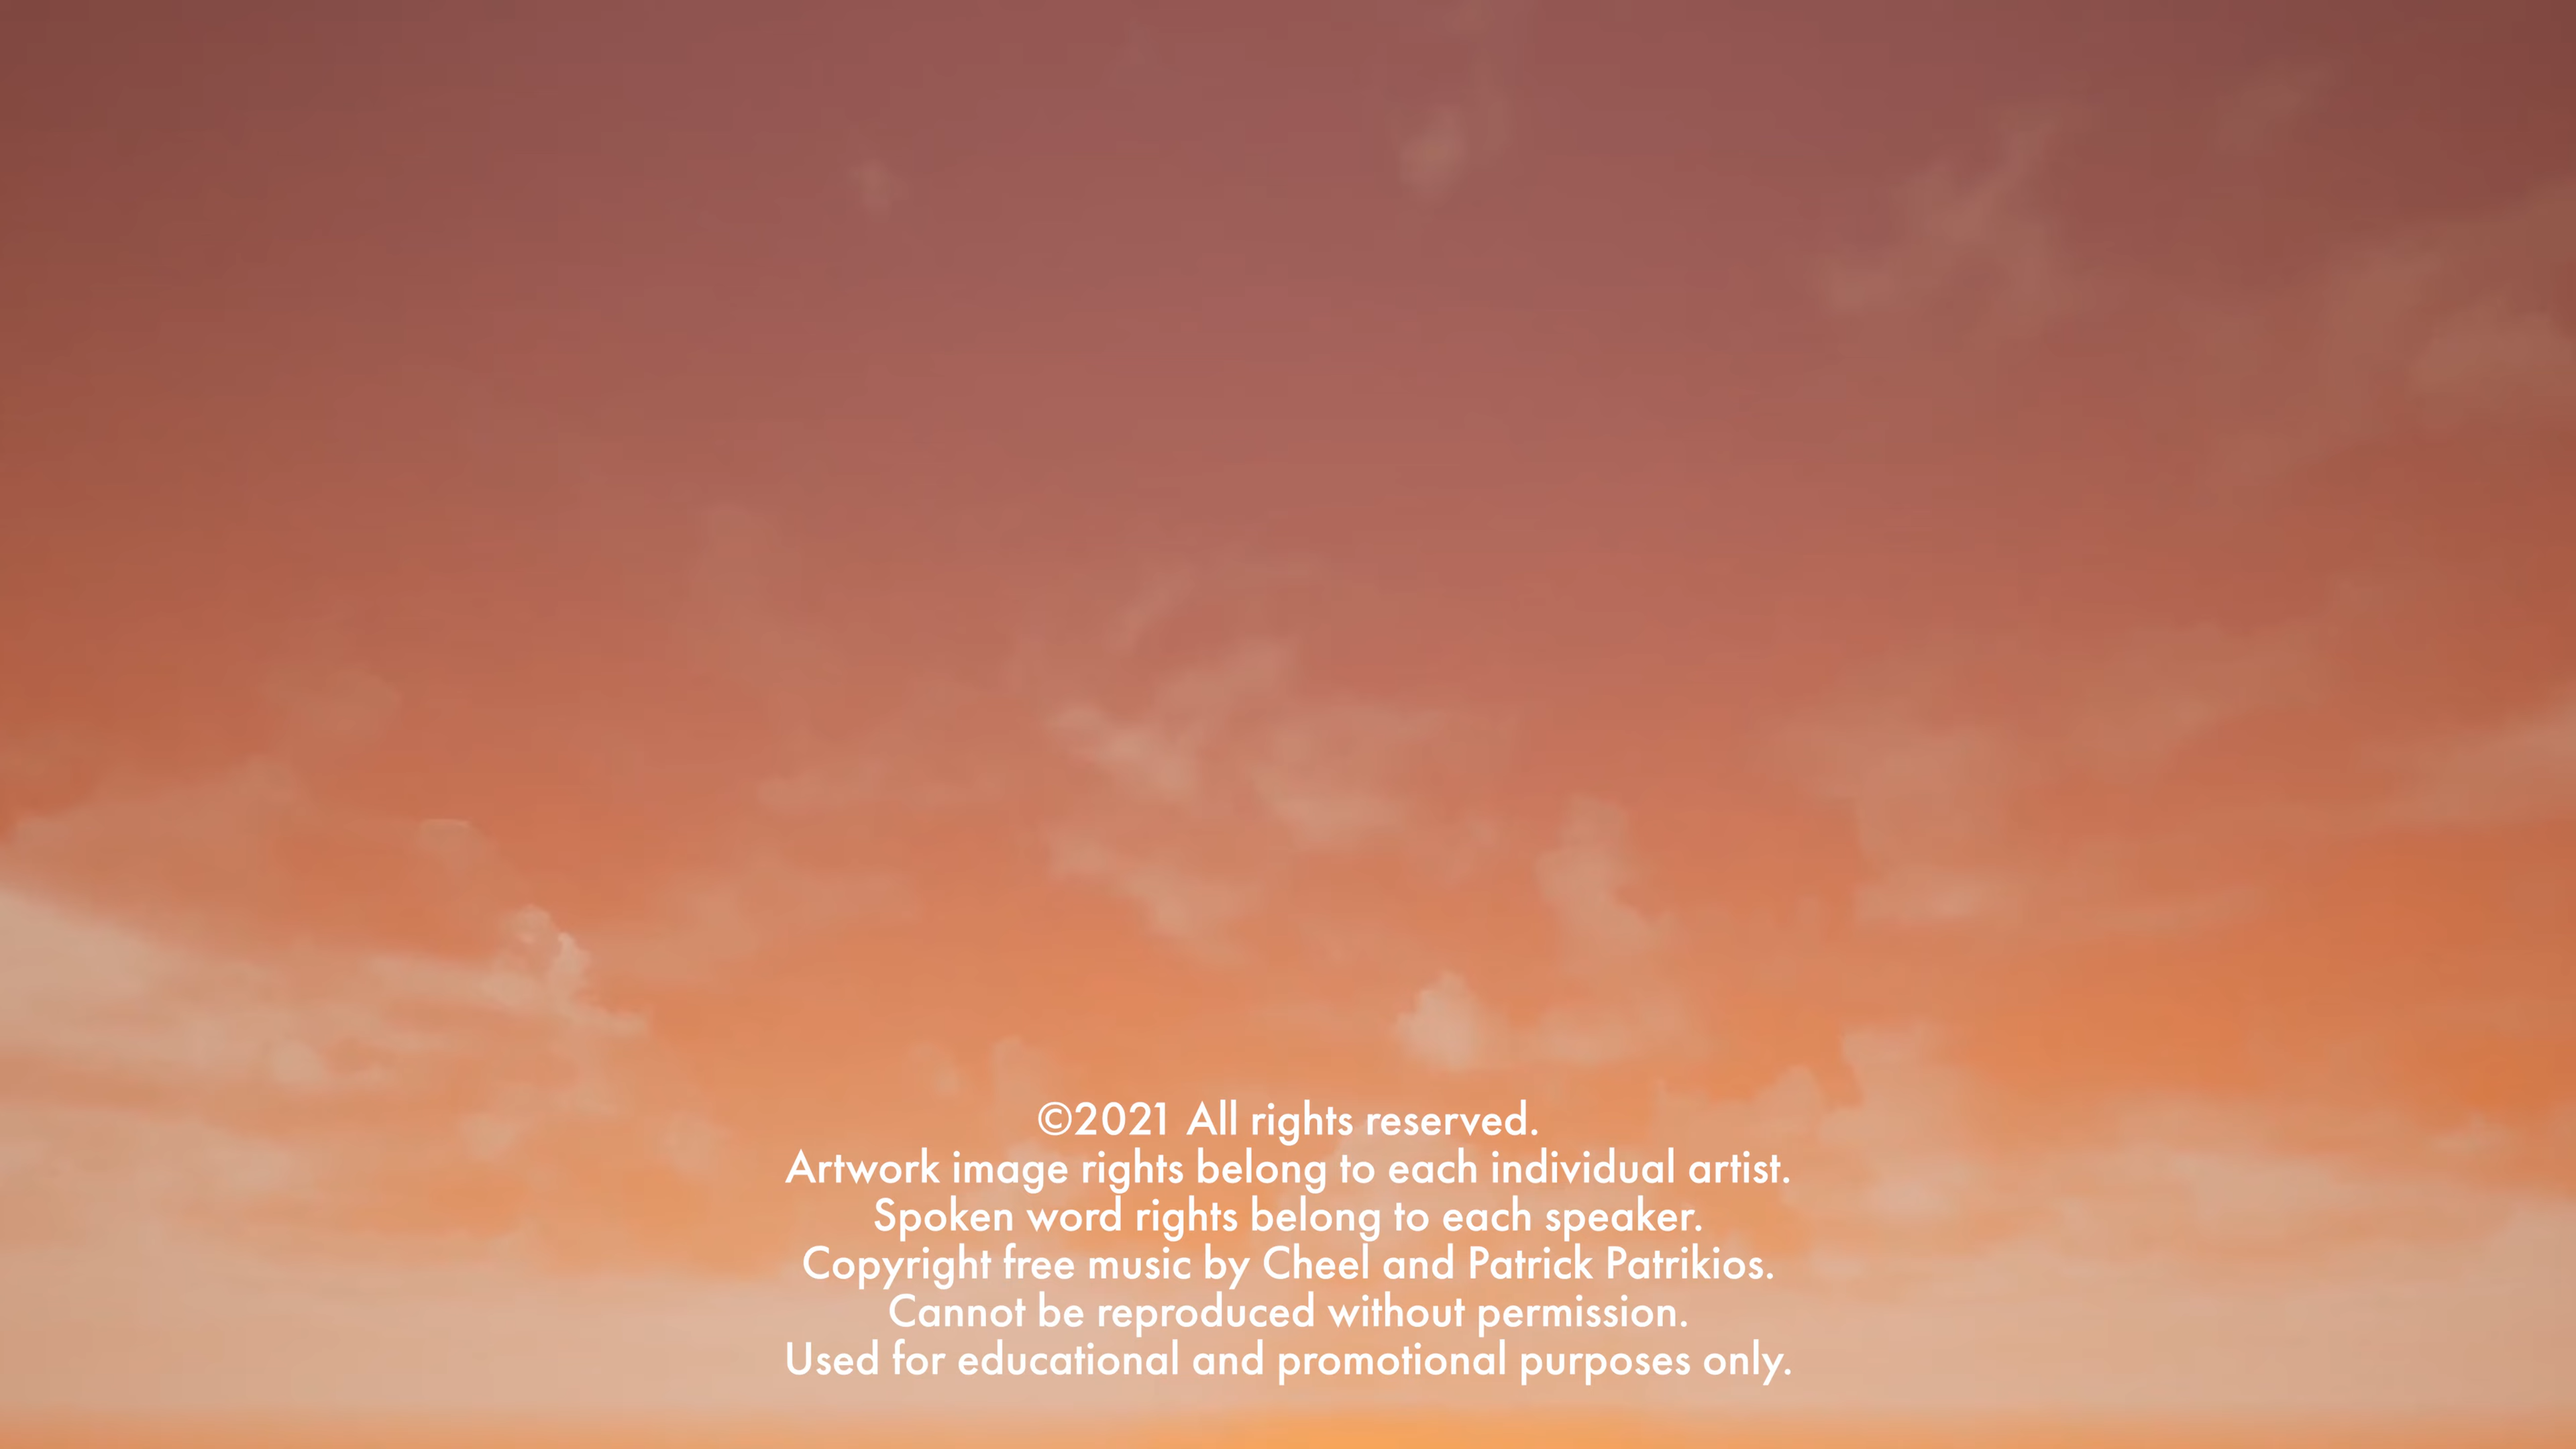 ©2021 All rights reserved.
Artwork image rights belong to each individual artist.
Spoken word rights belong to each speaker.
Copyright free music by Cheel and Patrick Patrikios.
Cannot be reproduced without permission.
Used for educational and promotional purposes only.